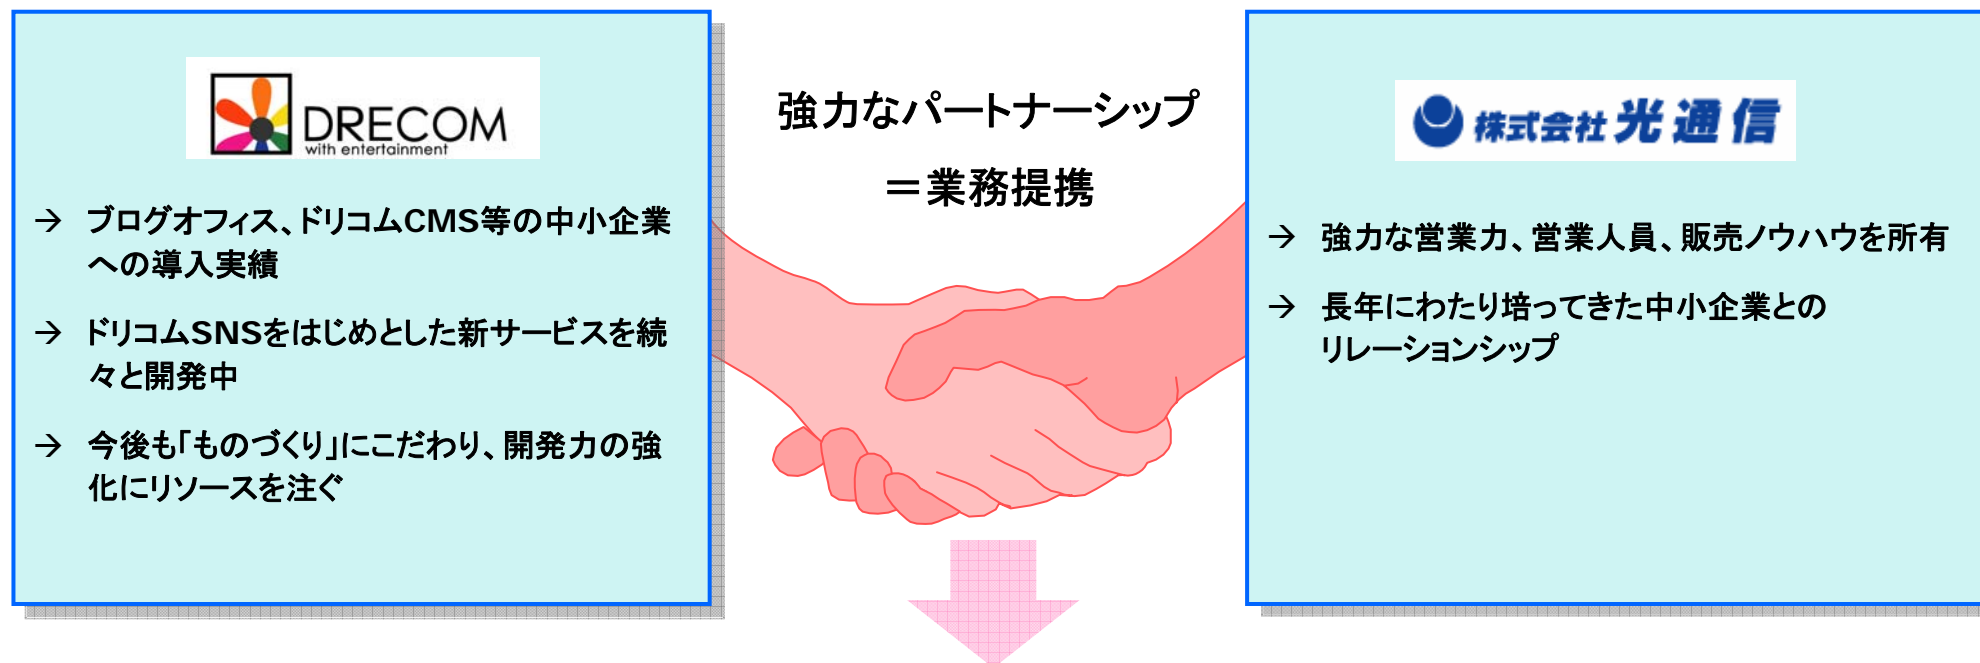 DRECOM
with entertainment
→ ブログオフィス、ドリコムCMS等の中小企業
への導入実績
→ ドリコムSNSをはじめとした新サービスを続
々と開発中
→ 今後も「ものづくり」にこだわり、開発力の強
化にリソースを注ぐ
強力なパートナーシップ
＝業務提携
株式会社光通信
→ 強力な営業力、営業人員、販売ノウハウを所有
→ 長年にわたり培ってきた中小企業との
リレーションシップ